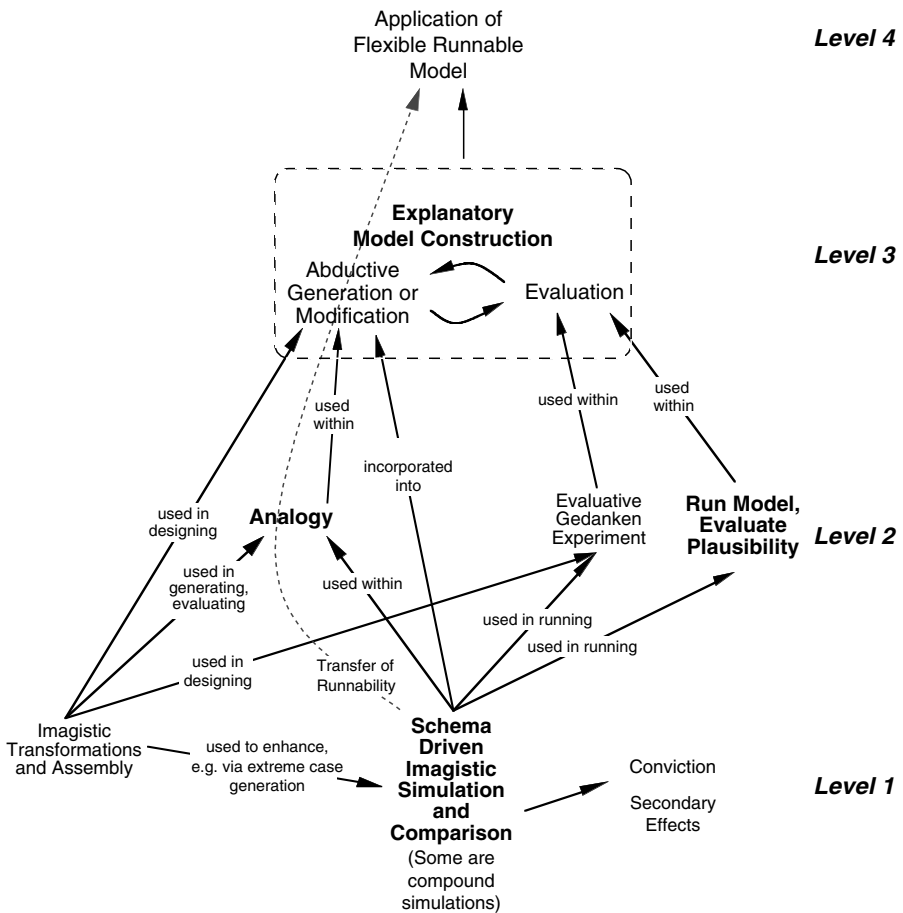 Application of
Flexible Runnable
Model
Level 4
Explanatory
Model Construction
Level 3
Abductive
Generation or
Modification
Evaluation
used
within
used within
used
within
incorporated
into
used in
designing
Analogy
Evaluative
Gedanken
Experiment
Run Model,
Evaluate
Plausibility
Level 2
used in
generating,
evaluating
used within
used in running
used in running
used in
designing
Transfer of
Runnability
Imagistic
Transformations
and Assembly
used to enhance,
e.g. via extreme case
generation
Schema
Driven
Imagistic
Simulation
and
Comparison
(Some are
compound
simulations)
Conviction
Secondary
Effects
Level 1